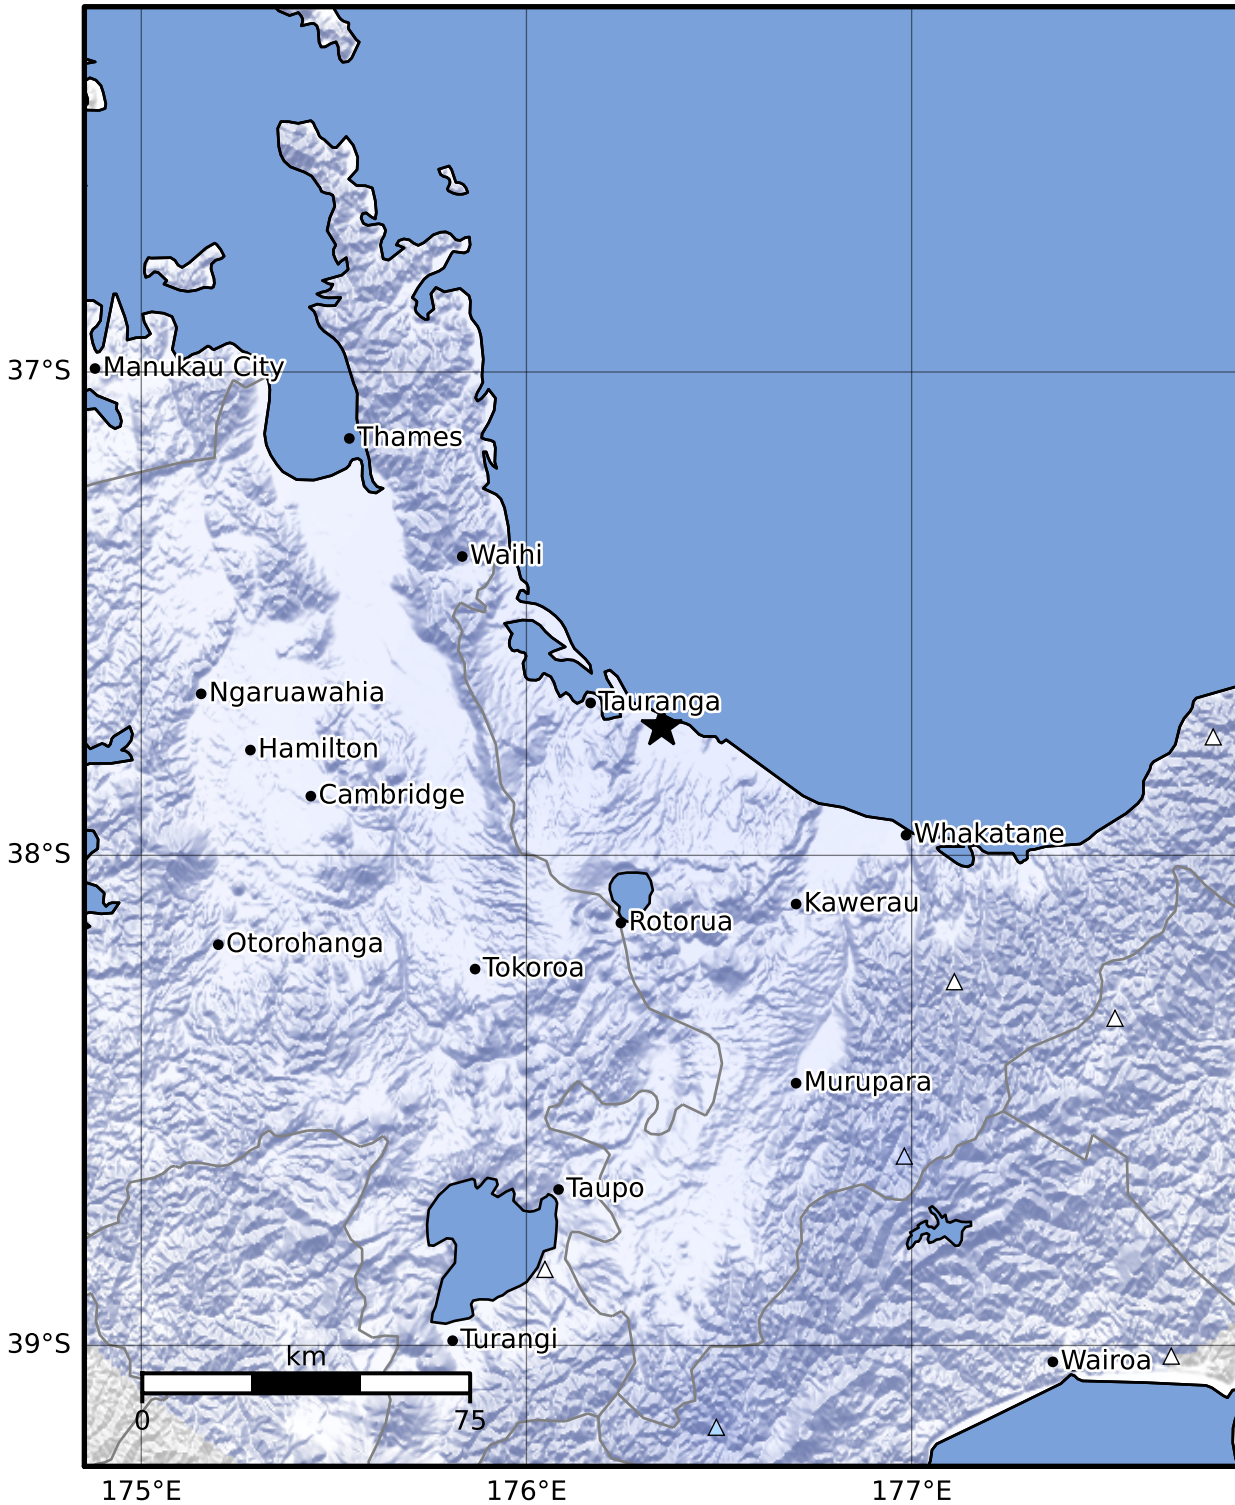 37°S
Manukau City
Thames
Waihi
Ngaruawahia
Tauranga
Hamilton
Cambridge
38°S
Whakatane
Kawerau
Rotorua
Otorohanga
Tokoroa
Murupara
Taupo
39°S
Turangi
km
Wairoa
0
75
175°E
176°E
177°E